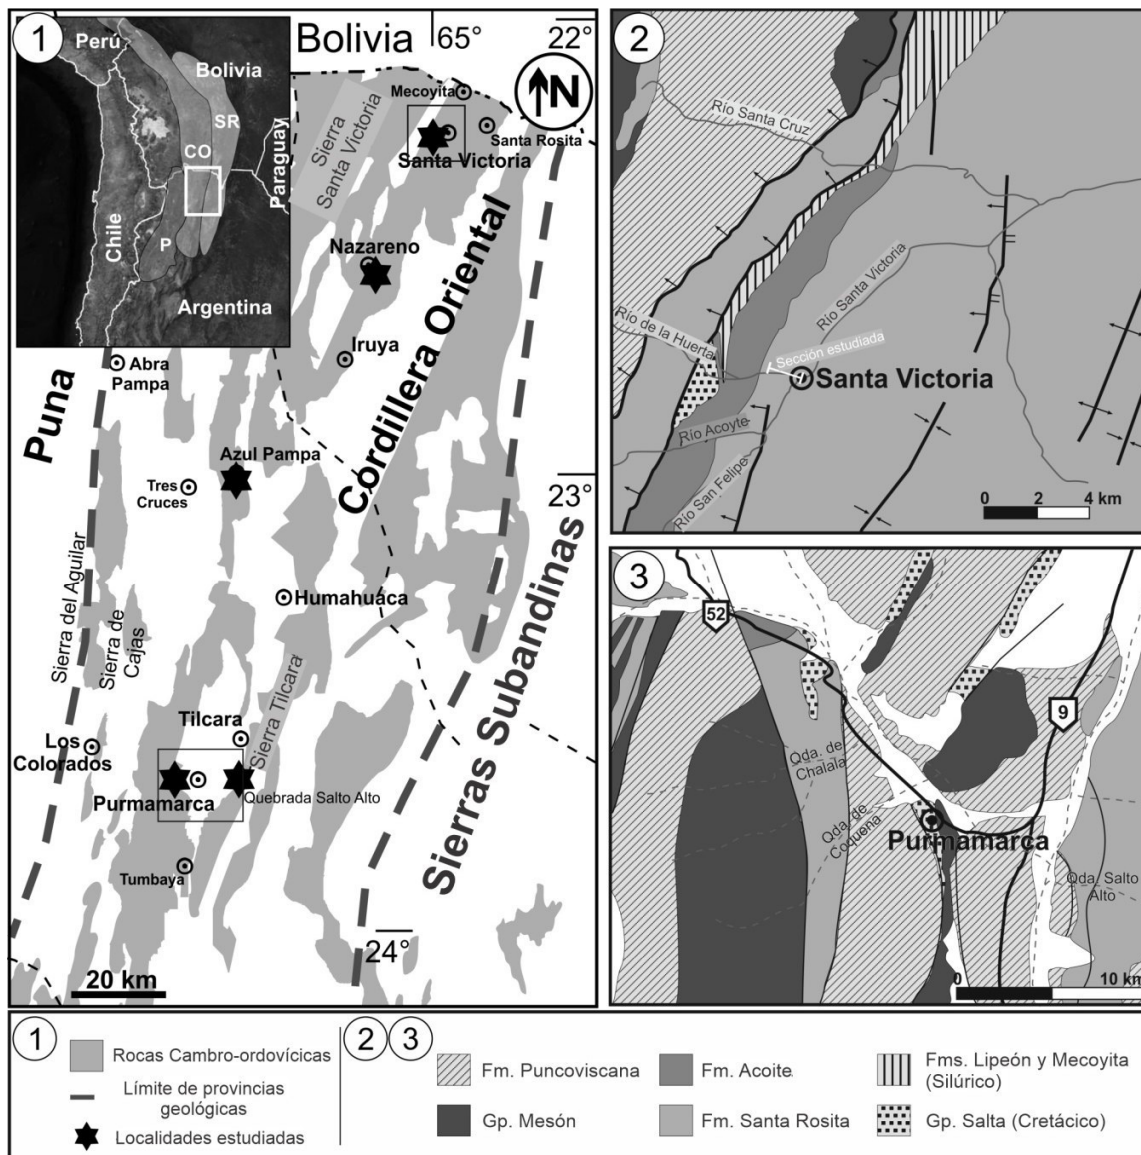 1
Perú
Bolivia
SR
CO
P
Chile
Paraguay
Argentina
Bolivia
65°
22°
N
Mecoyita
Santa Rosita
Santa Victoria
Sierra
Santa Victoria
Nazareno
Iruya
Cordillera Oriental
Abra
Pampa
Puna
Azul Pampa
Tres
Cruces
23°
Sierra del Aguilar
Sierra de
Cajas
Humahuaca
Sierras Subandinas
Tilcara
Sierra Tilcara
Los
Colorados
Purmamarca
Quebrada Salto Alto
Tumbaya
24°
20 km
2
Río Santa Cruz
Río Santa Victoria
Río de la
Huerta
Sección estudiada
Santa Victoria
Río Acoyte
Río San Felipe
0 2 4 km
3
52
9
Qda. de
Chalala
Qda. de
Coquena
Purmamarca
Qda. Salto
Alto
0 10 km
1
Rocas Cambro-ordovícicas
Límite de provincias
geológicas
Localidades estudiadas
2
3
Fm. Puncoviscana
Gp. Mesón
Fm. Acoite
Fm. Santa Rosita
Fms. Lipeón y Mecoyita
(Silúrico)
Gp. Salta (Cretácico)